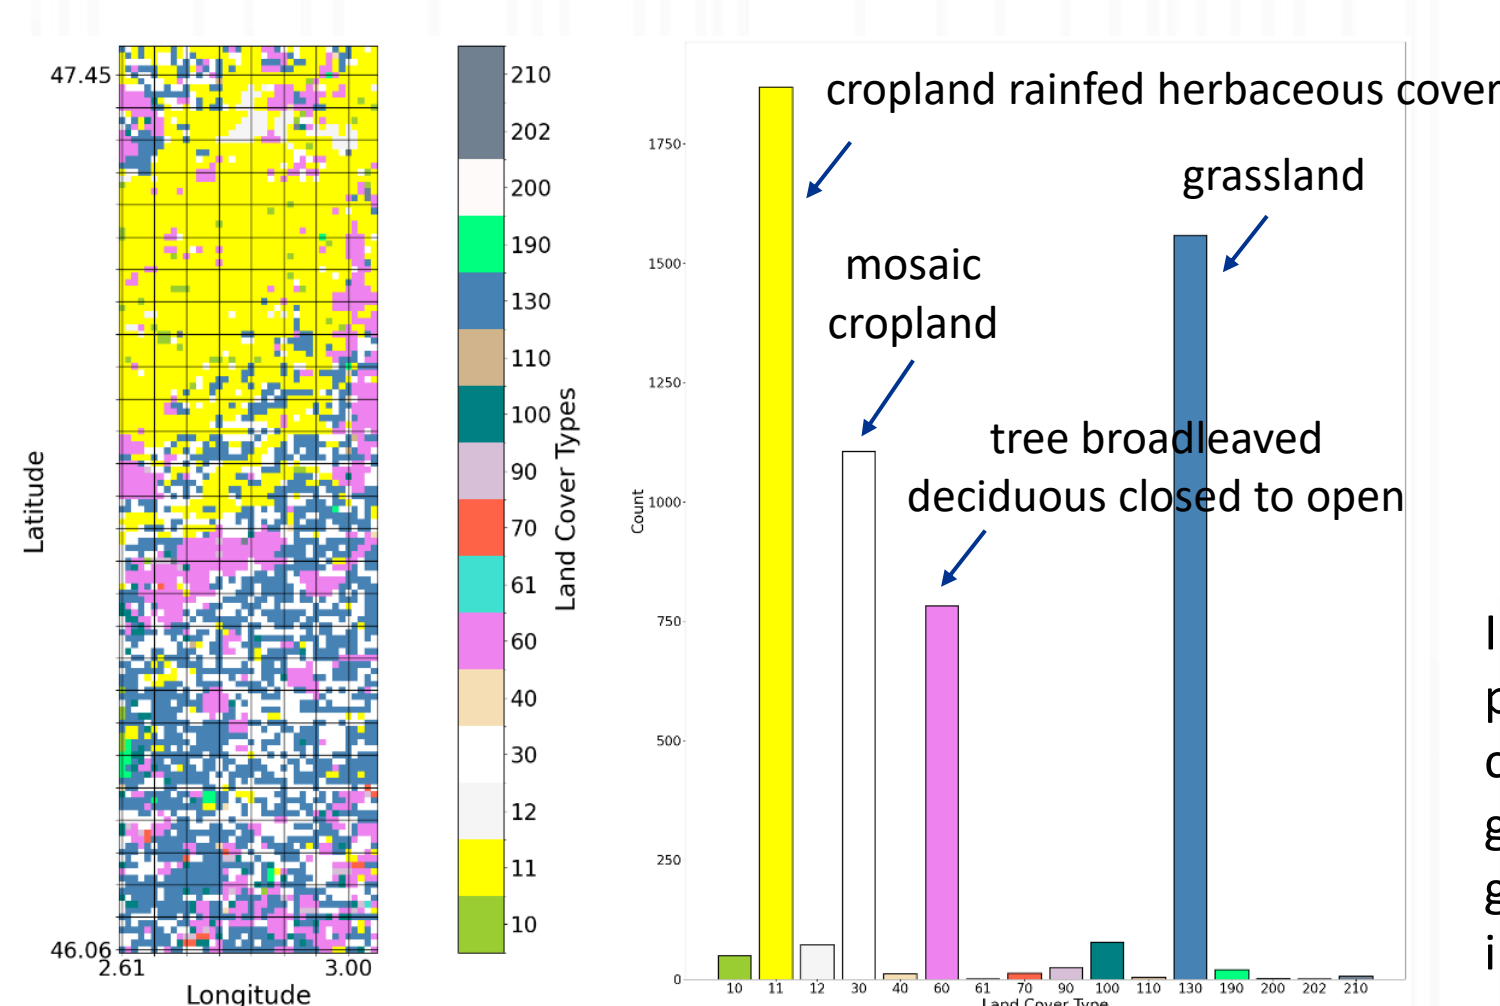 47.45
46.06
2.61
3.00
Latitude
Longitude
210
202
200
190
130
110
100
90
70
61
60
40
30
12
11
10
Land Cover Types
1750
1500
1250
1000
750
500
250
0
Count
10 11 12 30 40 60 61 70 90 100 110 130 190 200 202 210
Land Cover Type
cropland rainfed herbaceous cover
grassland
mosaic
cropland
tree broadleaved
deciduous closed to open